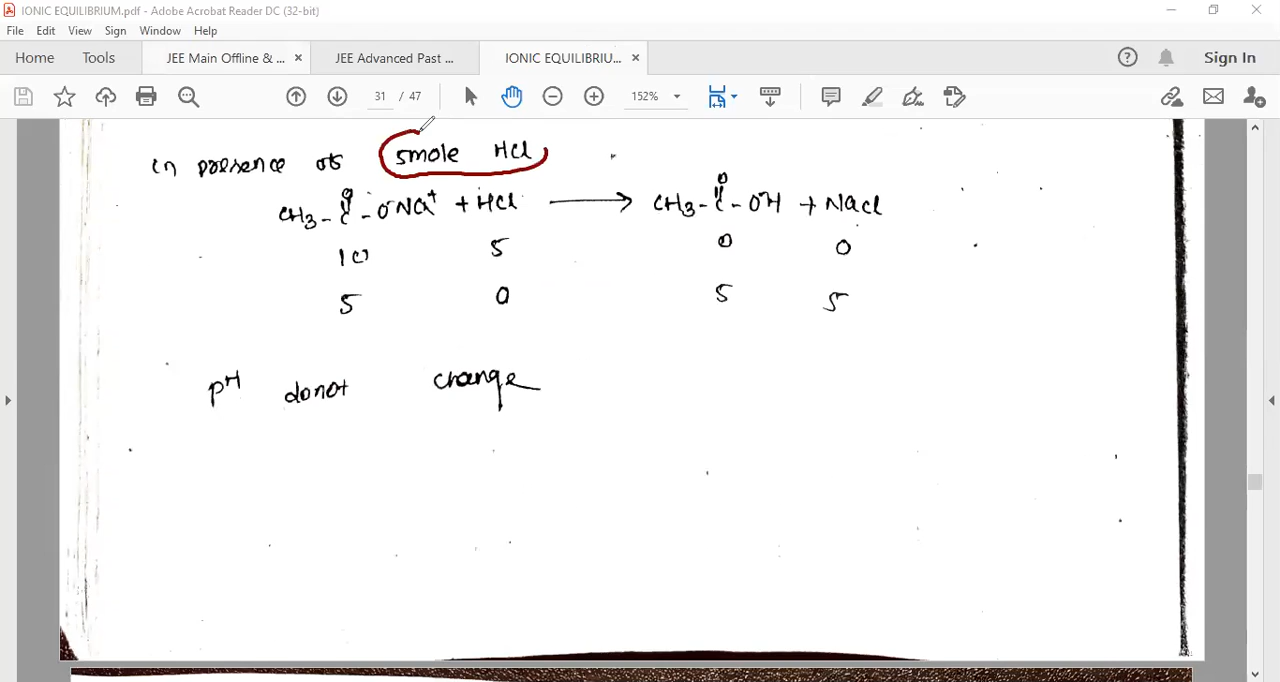 IONIC EQUILIBRIUM.pdf - Adobe Acrobat Reader DC (32-bit)
File Edit View Sign Window Help
Home Tools JEE Main Offline & ... × JEE Advanced Past ... IONIC EQUILIBRIU... × Sign In
31 / 47 152%
in presence of 5mole HCl
O O
CH3-C-O⁻Na⁺ + HCl ⟶ CH3-C-OH + NaCl
10 5 0 0
5 0 5 5
pH donot change